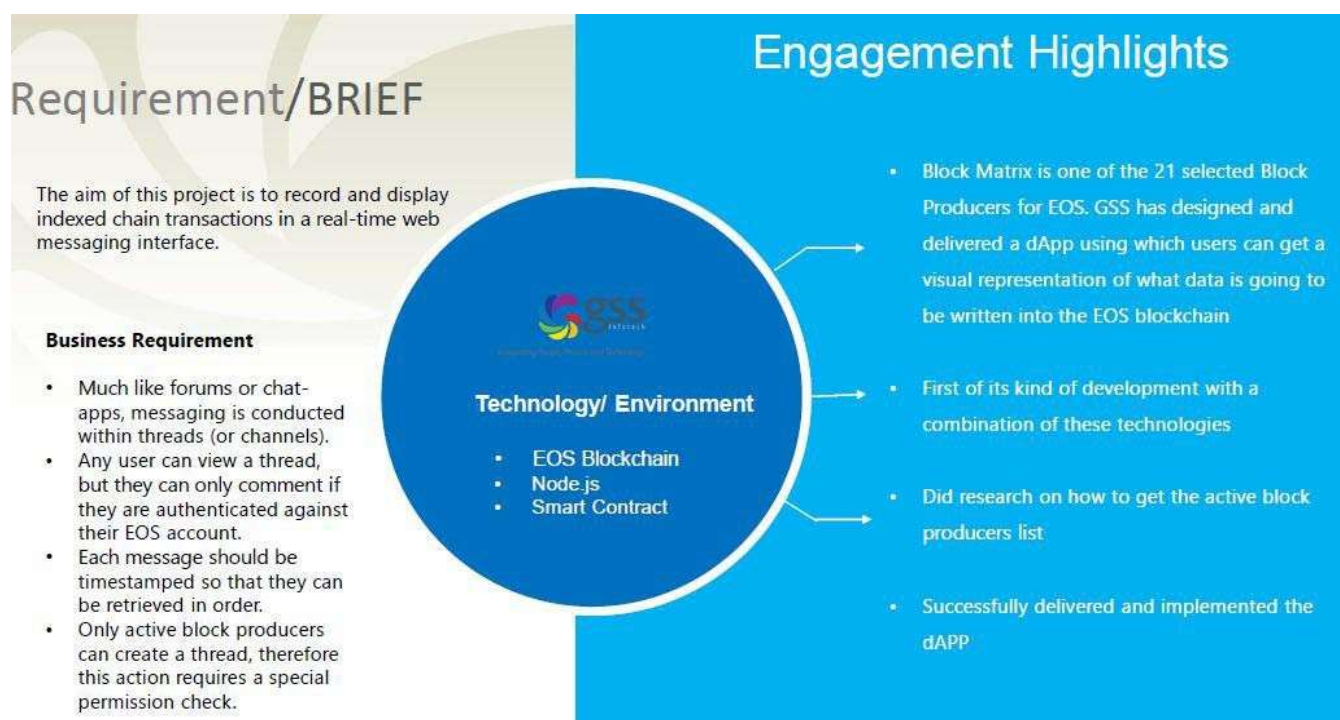 Requirement/BRIEF
The aim of this project is to record and display
indexed chain transactions in a real-time web
messaging interface.
Business Requirement
• Much like forums or chat-
apps, messaging is conducted
within threads (or channels).
• Any user can view a thread,
but they can only comment if
they are authenticated against
their EOS account.
• Each message should be
timestamped so that they can
be retrieved in order.
• Only active block producers
can create a thread, therefore
this action requires a special
permission check.
gss
Infotech
Technology/ Environment
• EOS Blockchain
• Node.js
• Smart Contract
Engagement Highlights
• Block Matrix is one of the 21 selected Block
Producers for EOS. GSS has designed and
delivered a dApp using which users can get a
visual representation of what data is going to
be written into the EOS blockchain
• First of its kind of development with a
combination of these technologies
• Did research on how to get the active block
producers list
• Successfully delivered and implemented the
dAPP